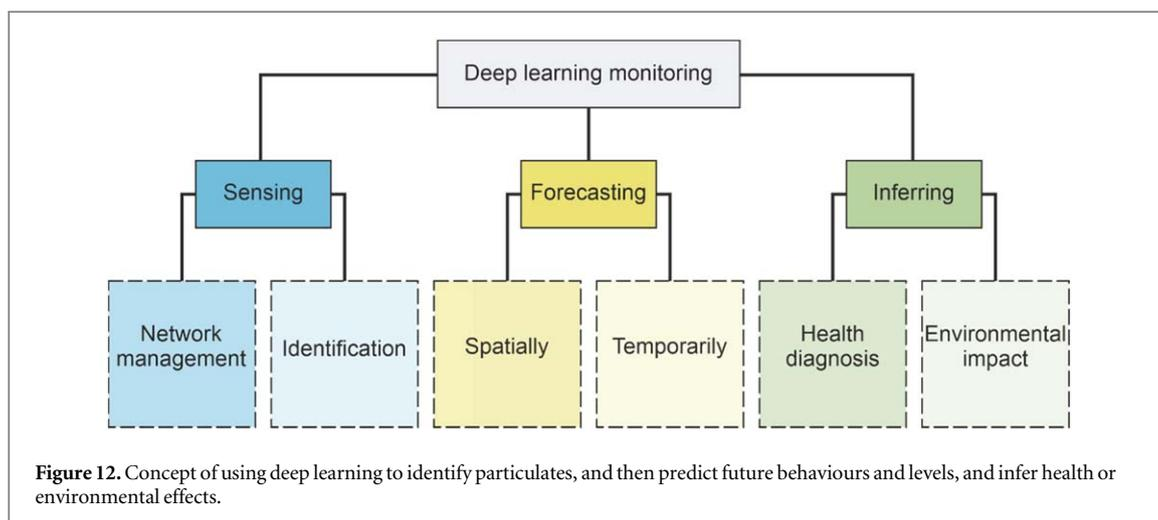 Deep learning monitoring
Sensing
Forecasting
Inferring
Network
management
Identification
Spatially
Temporarily
Health
diagnosis
Environmental
impact
Figure 12. Concept of using deep learning to identify particulates, and then predict future behaviours and levels, and infer health or
environmental effects.